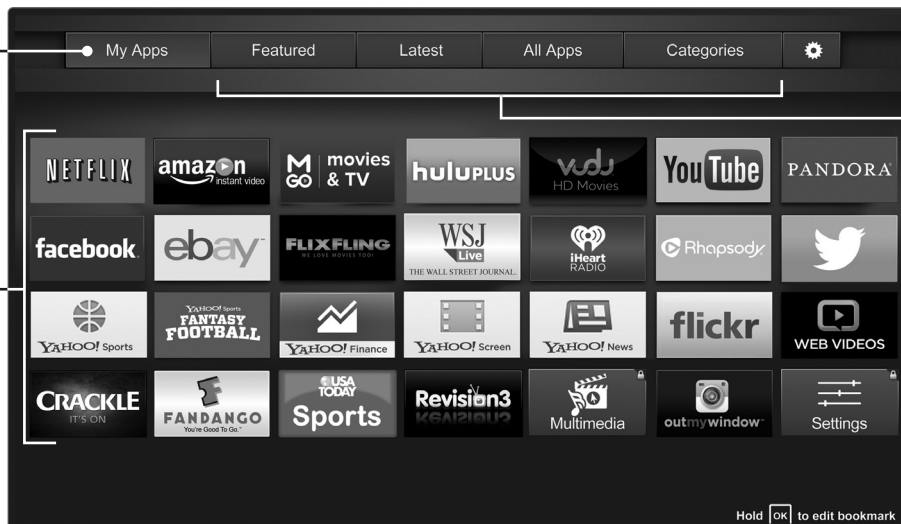 My Apps Featured Latest All Apps Categories
NETFLIX
amazon
instant video
M GO movies & TV
huluPLUS
vudu
HD Movies
YouTube
PANDORA
facebook
ebay
FLIXFLING
WE LOVE MOVIES TOO!
WSJ
Live
THE WALL STREET JOURNAL.
iHeart
RADIO
Rhapsody
YAHOO! Sports
YAHOO! Sports
FANTASY
FOOTBALL
YAHOO! Finance
YAHOO! Screen
YAHOO! News
flickr
WEB VIDEOS
CRACKLE
IT'S ON
FANDANGO
You're Good To Go.™
USA
TODAY
Sports
Revision3
Multimedia
outmywindow™
Settings
Hold OK to edit bookmark